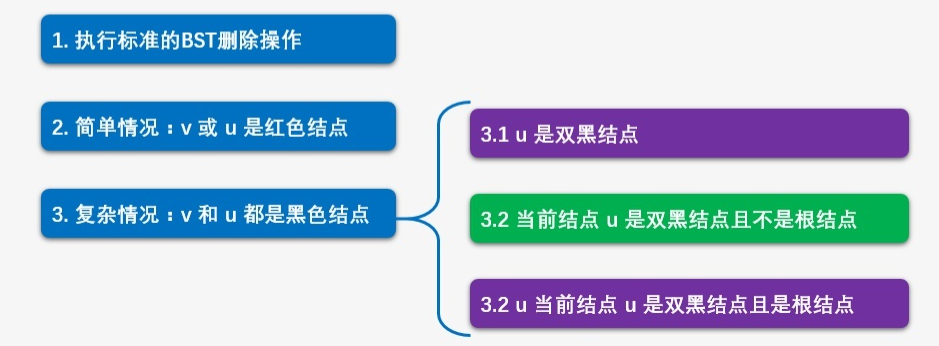 1. 执行标准的BST删除操作
2. 简单情况：v 或 u 是红色结点
3. 复杂情况：v 和 u 都是黑色结点
3.1 u 是双黑结点
3.2 当前结点 u 是双黑结点且不是根结点
3.2 u 当前结点 u 是双黑结点且是根结点